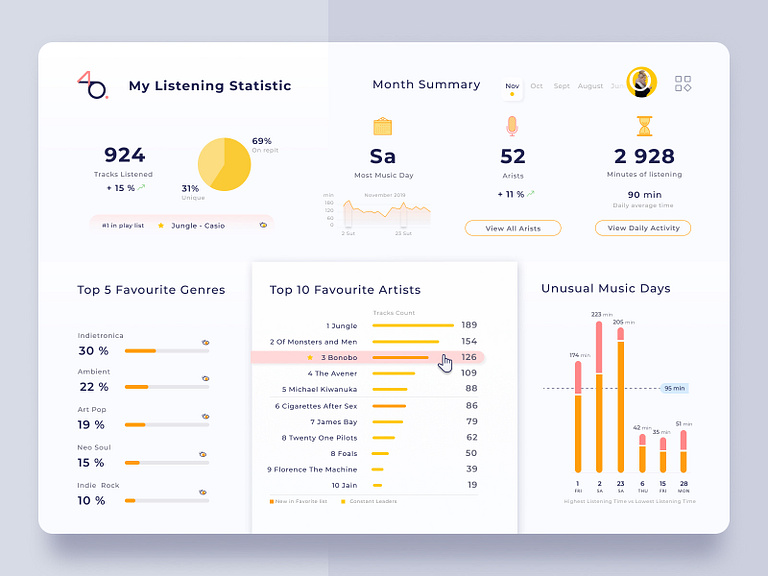 40.
My Listening Statistic
924
Tracks Listened
+ 15 %
69%
On repit
31%
Unique
#1 in play list
Jungle - Casio
Month Summary
Nov
Oct
Sept
August
Sa
Most Music Day
November 2019
min
180
120
60
0
2 Sat
23 Sat
52
Arists
+ 11 %
View All Arists
2 928
Minutes of listening
90 min
Daily average time
View Daily Activity
Top 5 Favourite Genres
Indietronica
30 %
Ambient
22 %
Art Pop
19 %
Neo Soul
15 %
Indie Rock
10 %
Top 10 Favourite Artists
Tracks Count
1 Jungle 189
2 Of Monsters and Men 154
3 Bonobo 126
4 The Avener 109
5 Michael Kiwanuka 88
6 Cigarettes After Sex 86
7 James Bay 79
8 Twenty One Pilots 62
8 Foals 50
9 Florence The Machine 39
10 Jain 19
New in Favorite list
Constant Leaders
Unusual Music Days
174 min
223 min
205 min
95 min
42 min
35 min
51 min
1 2 23 6 15 28
FRI SA SA THU FRI MON
Highest Listening Time vs Lowest Listening Time